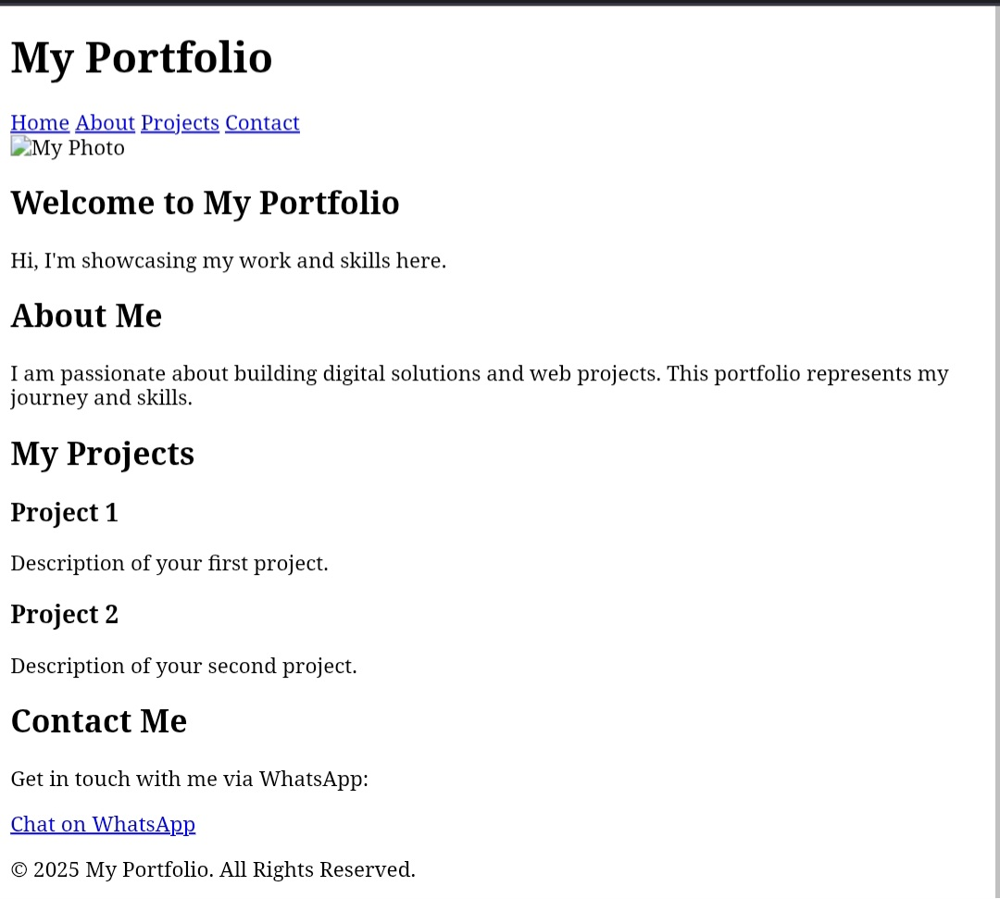 My Portfolio
Home About Projects Contact
My Photo
Welcome to My Portfolio
Hi, I'm showcasing my work and skills here.
About Me
I am passionate about building digital solutions and web projects. This portfolio represents my
journey and skills.
My Projects
Project 1
Description of your first project.
Project 2
Description of your second project.
Contact Me
Get in touch with me via WhatsApp:
Chat on WhatsApp
© 2025 My Portfolio. All Rights Reserved.